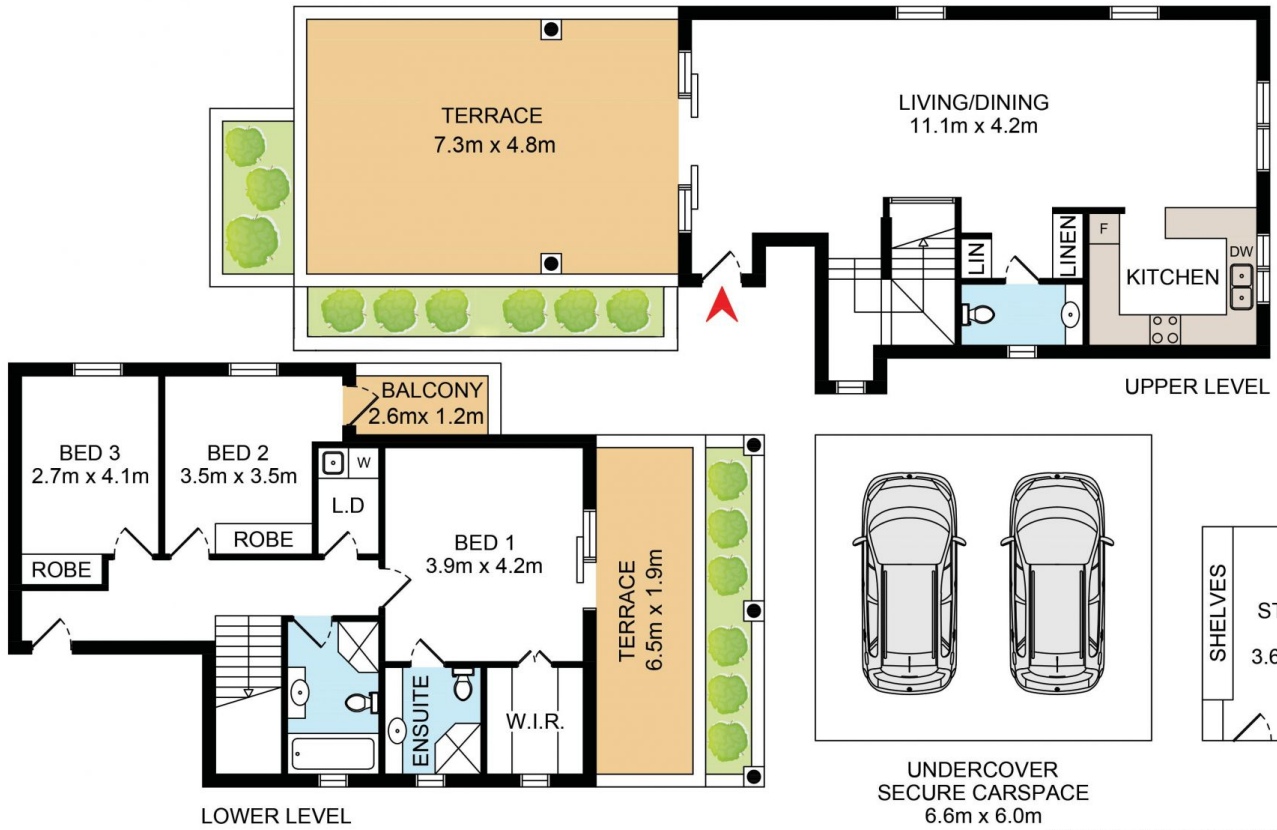 TERRACE
7.3m x 4.8m
LIVING/DINING
11.1m x 4.2m
LIN
LINEN
F
KITCHEN
DW
UPPER LEVEL
BALCONY
2.6mx 1.2m
BED 3
2.7m x 4.1m
BED 2
3.5m x 3.5m
W
L.D
ROBE
ROBE
BED 1
3.9m x 4.2m
TERRACE
6.5m x 1.9m
ENSUITE
W.I.R.
LOWER LEVEL
UNDERCOVER
SECURE CARSPACE
6.6m x 6.0m
SHELVES
ST
3.6